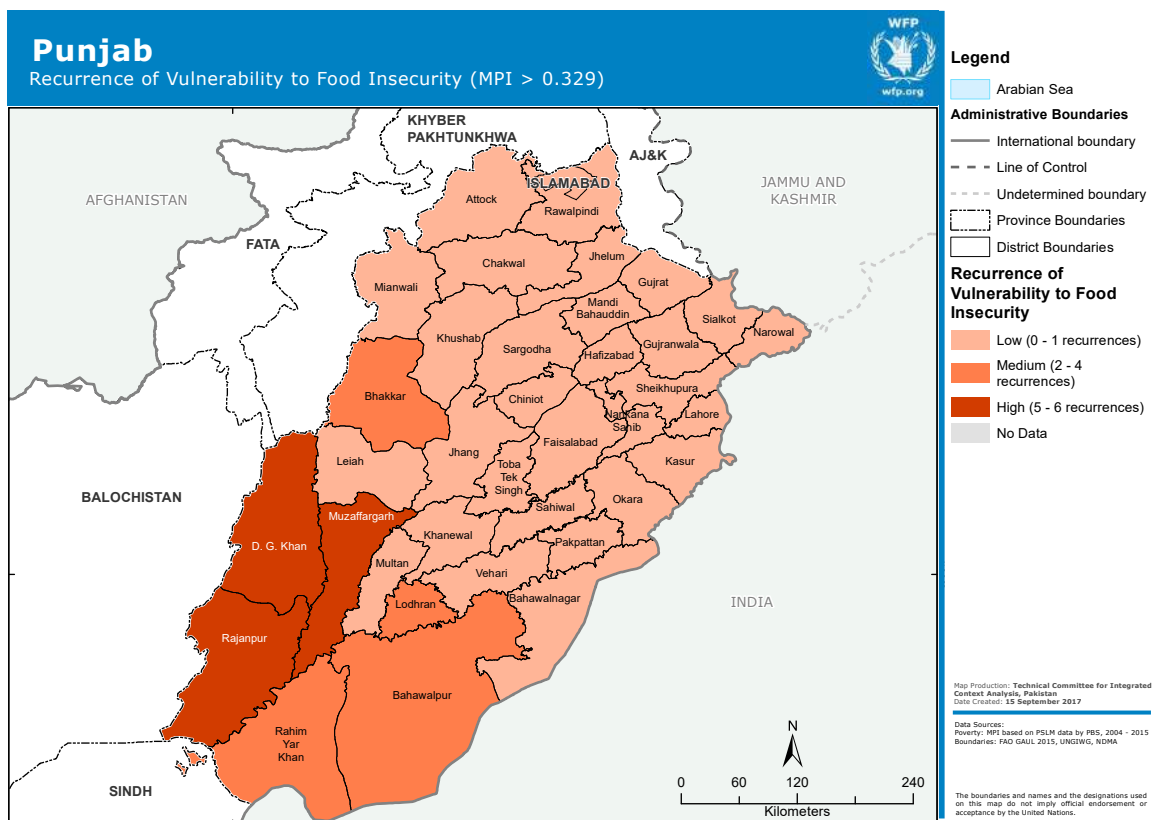 Punjab
Recurrence of Vulnerability to Food Insecurity (MPI > 0.329)
WFP
wfp.org
KHYBER
PAKHTUNKHWA
AJ&K
AFGHANISTAN
JAMMU AND
KASHMIR
FATA
BALOCHISTAN
SINDH
INDIA
ISLAMABAD
Attock
Rawalpindi
Chakwal
Jhelum
Gujrat
Mianwali
Mandi
Bahauddin
Sialkot
Narowal
Khushab
Sargodha
Hafizabad
Gujranwala
Bhakkar
Chiniot
Sheikhupura
Nankana
Sahib
Lahore
Faisalabad
Leiah
Jhang
Toba
Tek
Singh
Kasur
Okara
Muzaffargarh
Sahiwal
Khanewal
D. G. Khan
Pakpattan
Multan
Vehari
Lodhran
Bahawalnagar
Rajanpur
Bahawalpur
Rahim
Yar
Khan
N
0 60 120 240
Kilometers
Legend
Arabian Sea
Administrative Boundaries
International boundary
Line of Control
Undetermined boundary
Province Boundaries
District Boundaries
Recurrence of
Vulnerability to Food
Insecurity
Low (0 - 1 recurrences)
Medium (2 - 4
recurrences)
High (5 - 6 recurrences)
No Data
Map Production: Technical Committee for Integrated
Context Analysis, Pakistan
Date Created: 15 September 2017
Data Sources:
Poverty: MPI based on PSLM data by PBS, 2004 - 2015
Boundaries: FAO GAUL 2015, UNGIWG, NDMA
The boundaries and names and the designations used
on this map do not imply official endorsement or
acceptance by the United Nations.